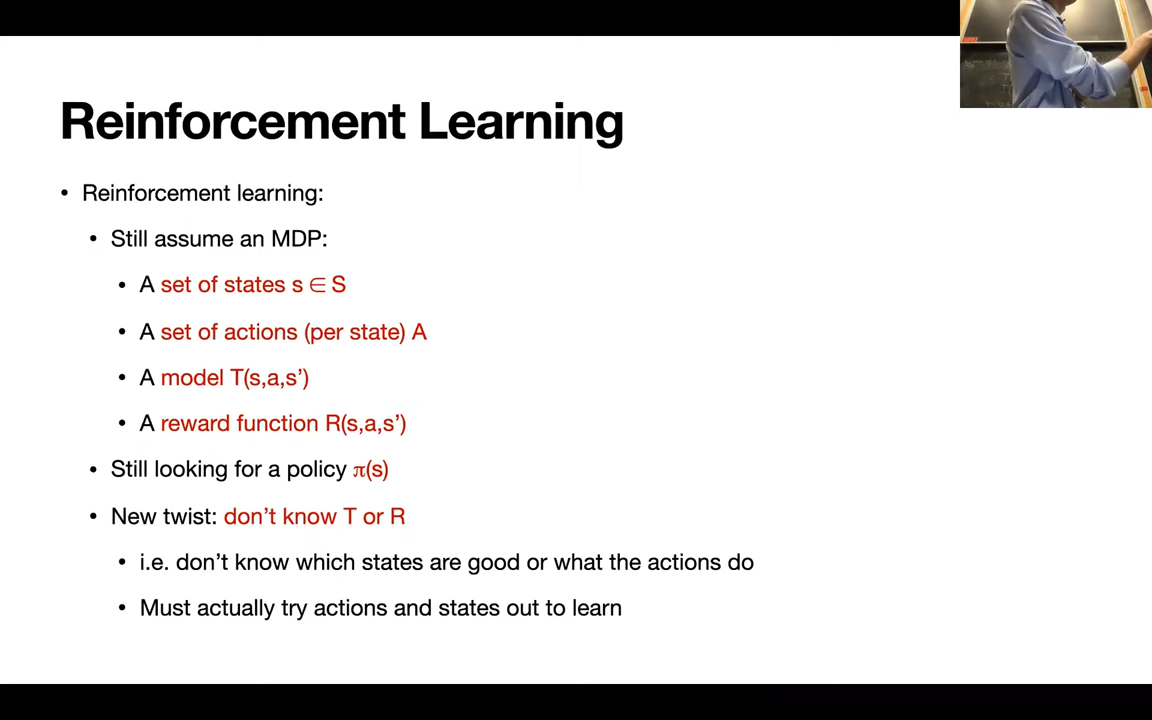 Reinforcement Learning
• Reinforcement learning:
• Still assume an MDP:
• A set of states s ∈ S
• A set of actions (per state) A
• A model T(s,a,s’)
• A reward function R(s,a,s’)
• Still looking for a policy π(s)
• New twist: don’t know T or R
• i.e. don’t know which states are good or what the actions do
• Must actually try actions and states out to learn